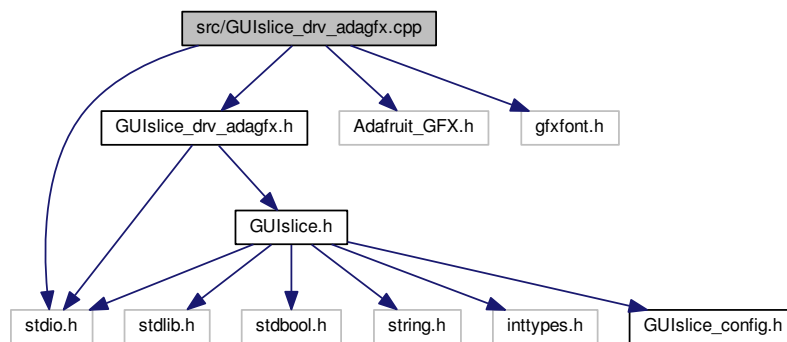 src/GUIslice_drv_adagfx.cpp
GUIslice_drv_adagfx.h
Adafruit_GFX.h
gfxfont.h
GUIslice.h
stdio.h
stdlib.h
stdbool.h
string.h
inttypes.h
GUIslice_config.h